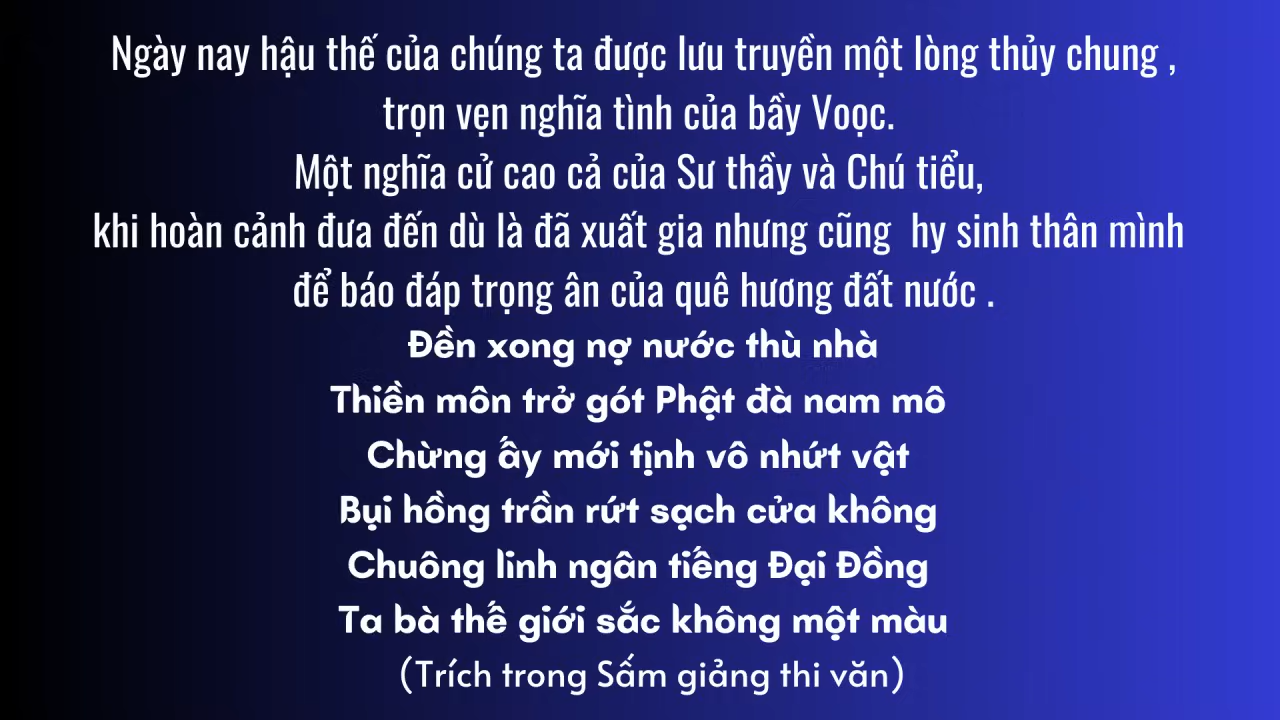 Ngày nay hậu thế của chúng ta được lưu truyền một lòng thủy chung ,
trọn vẹn nghĩa tình của bầy Voọc.
Một nghĩa cử cao cả của Sư thầy và Chú tiểu,
khi hoàn cảnh đưa đến dù là đã xuất gia nhưng cũng hy sinh thân mình
để báo đáp trọng ân của quê hương đất nước .
Đền xong nợ nước thù nhà
Thiền môn trở gót Phật đà nam mô
Chừng ấy mới tịnh vô nhứt vật
Bụi hồng trần rứt sạch cửa không
Chuông linh ngân tiếng Đại Đồng
Ta bà thế giới sắc không một màu
(Trích trong Sấm giảng thi văn)